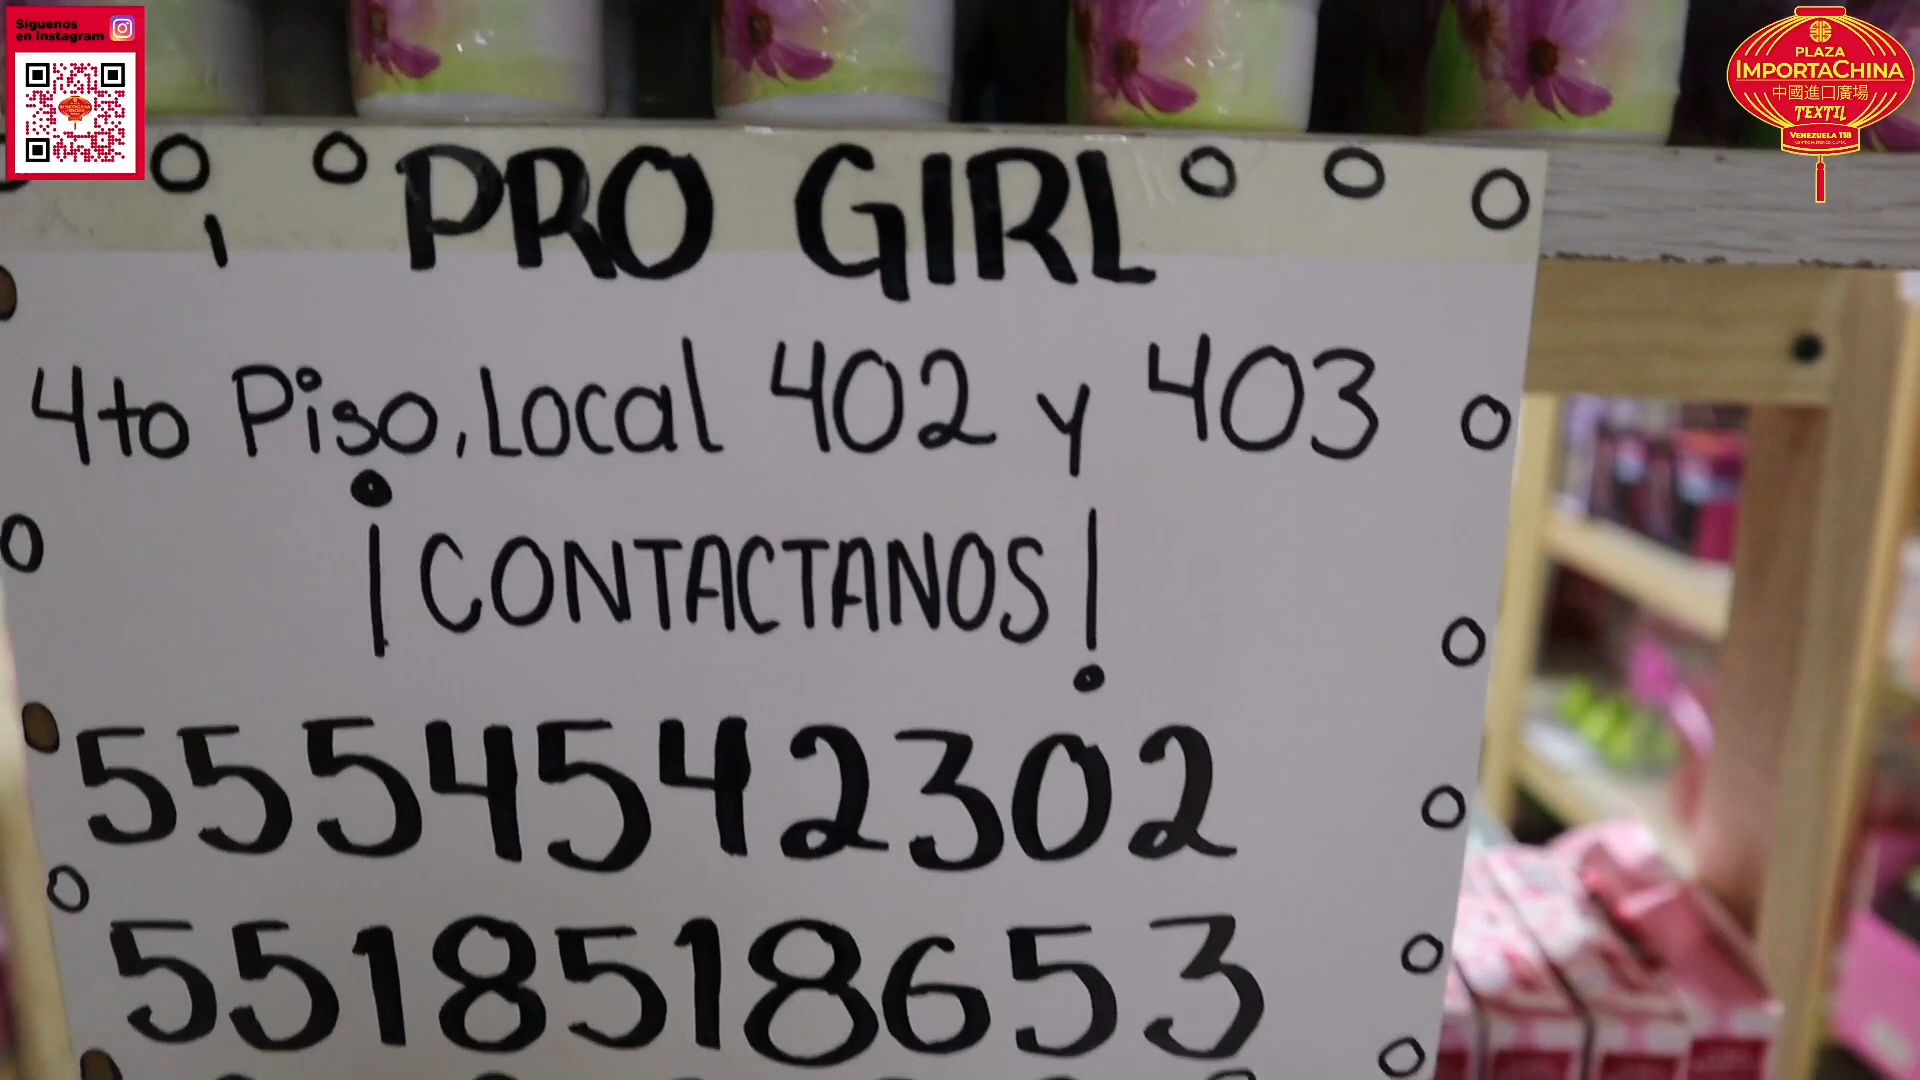 Síguenos
en Instagram
PLAZA
IMPORTACHINA
中國進口廣場
TEXTIL
VENEZUELA 118
PRO GIRL
4to Piso, Local 402 y 403
¡CONTACTANOS!
5554542302
5518518653